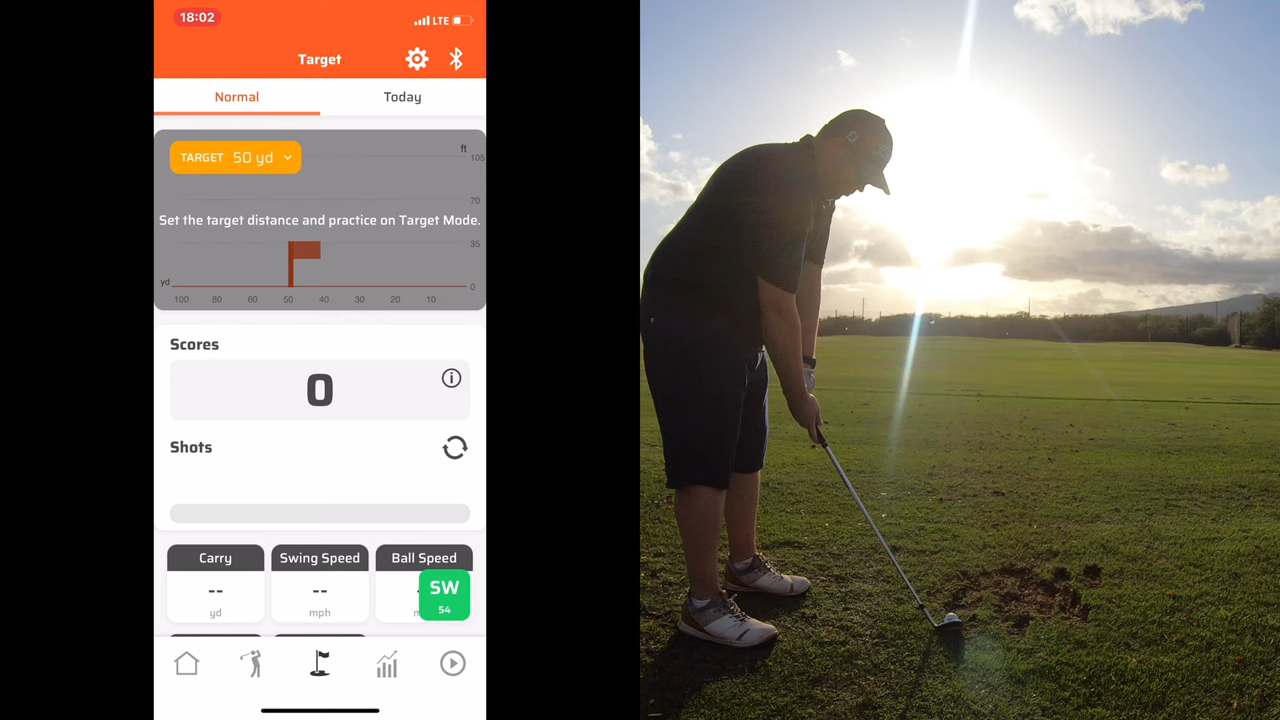 18:02
LTE
Target
Normal
Today
TARGET 50 yd
ft
105
70
Set the target distance and practice on Target Mode.
35
yd
0
100 80 60 50 40 30 20 10
Scores
0
Shots
Carry
Swing Speed
Ball Speed
--
--
SW
54
yd
mph
m